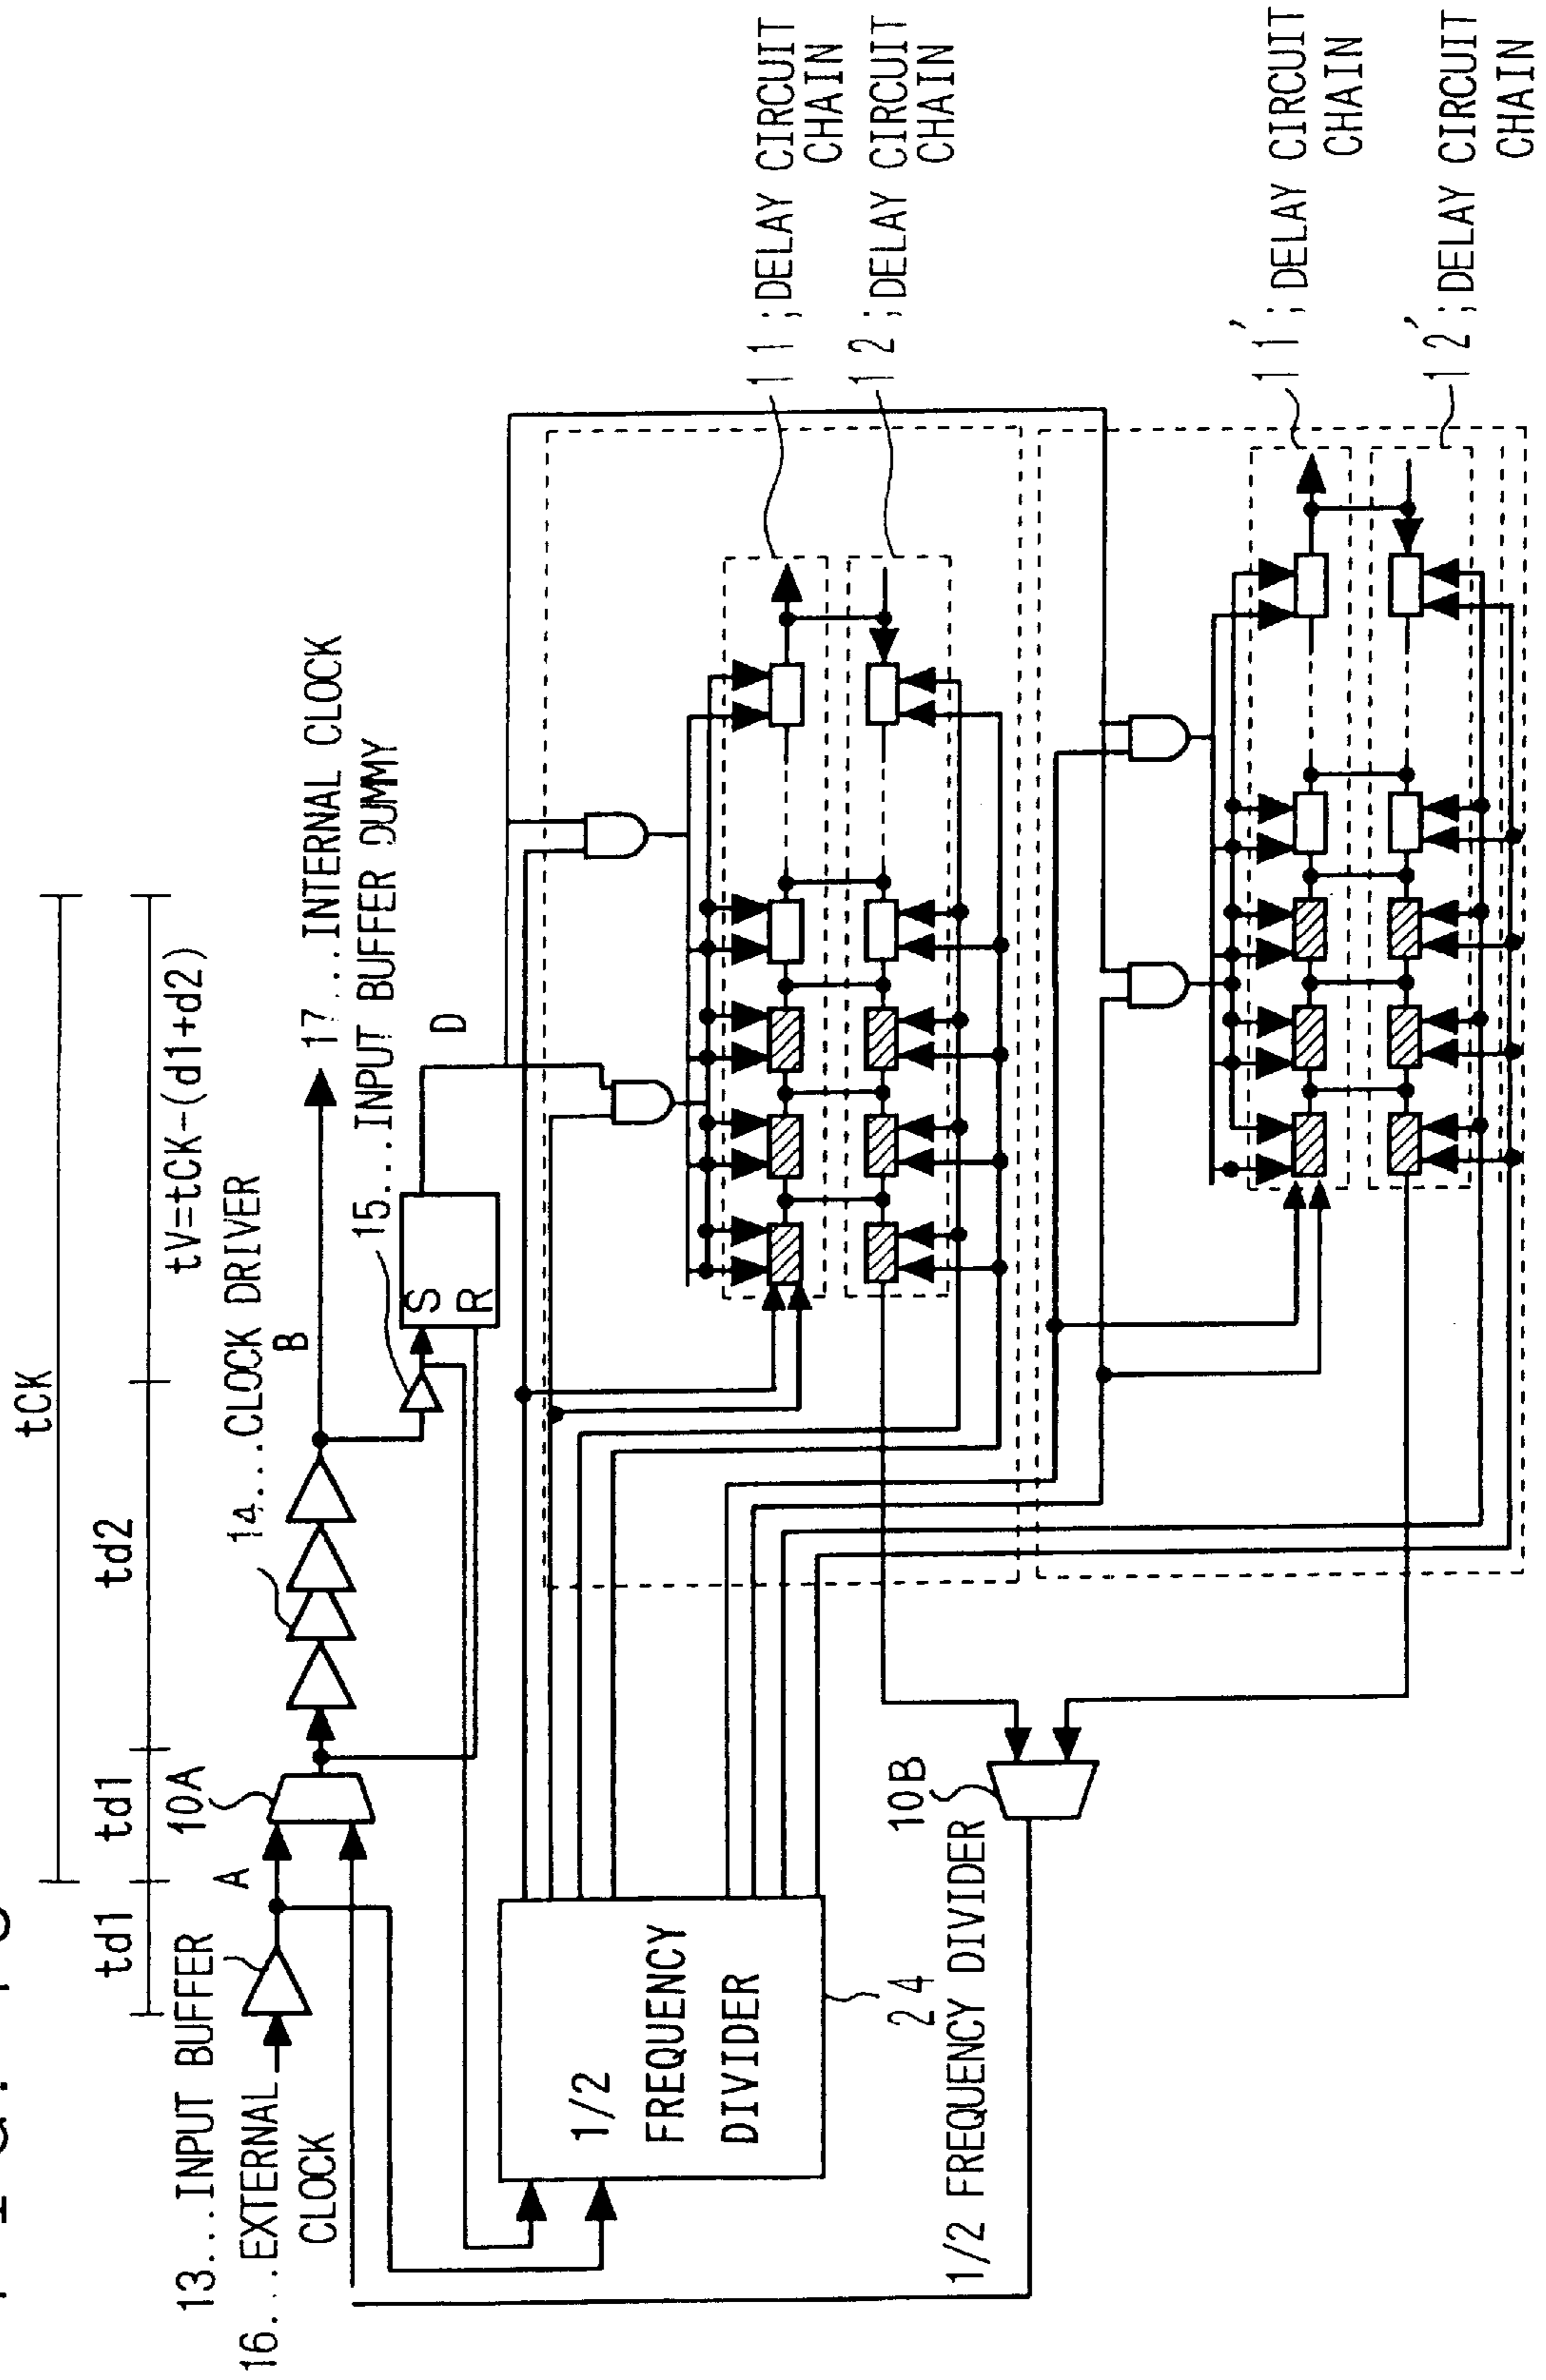 tCK
td1
td1
td2
tV=tCK-(d1+d2)
13...INPUT BUFFER
A
10A
14...CLOCK DRIVER
B
17...INTERNAL CLOCK
16...EXTERNAL
CLOCK
15...INPUT BUFFER DUMMY
S
R
D
1/2
FREQUENCY
DIVIDER
24
1/2 FREQUENCY DIVIDER
10B
11;DELAY CIRCUIT
CHAIN
12;DELAY CIRCUIT
CHAIN
11';DELAY CIRCUIT
CHAIN
12';DELAY CIRCUIT
CHAIN